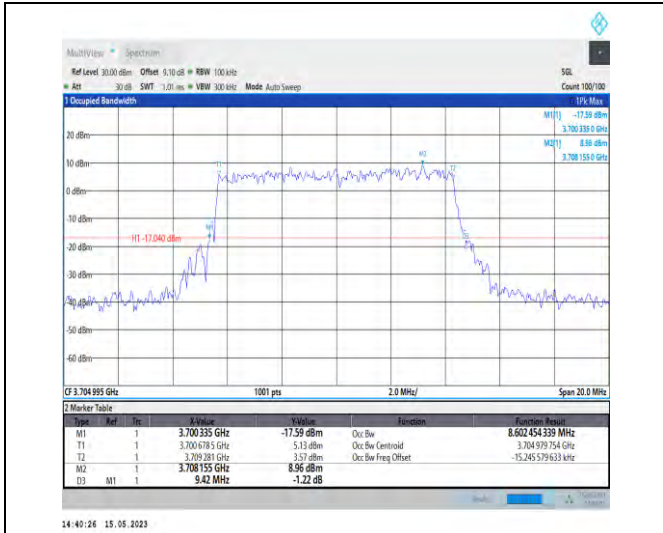 MultiView Spectrum
Ref Level 30.00 dBm Offset 9.10 dB RBW 100 kHz SGL
Att 30 dB SWT 1.01 ms VBW 300 kHz Mode Auto Sweep Count 100/100
1 Occupied Bandwidth 1Pk Max
M1[1] -17.59 dBm
3.700 335 0 GHz
M2[1] 8.96 dBm
3.708 155 0 GHz
20 dBm
10 dBm
0 dBm
-10 dBm
-20 dBm
-30 dBm
-40 dBm
-50 dBm
-60 dBm
M2
T1
T2
M1
H1 -17.040 dBm
CF 3.704 995 GHz 1001 pts 2.0 MHz/ Span 20.0 MHz
2 Marker Table
Type Ref Trc X-Value Y-Value Function Function Result
M1 1 3.700 335 GHz -17.59 dBm Occ Bw 8.602 454 339 MHz
T1 1 3.700 678 5 GHz 5.13 dBm Occ Bw Centroid 3.704 979 754 GHz
T2 1 3.709 281 GHz 3.57 dBm Occ Bw Freq Offset -15.245 579 633 kHz
M2 1 3.708 155 GHz 8.96 dBm
D3 M1 1 9.42 MHz -1.22 dB
14:40:26 15.05.2023